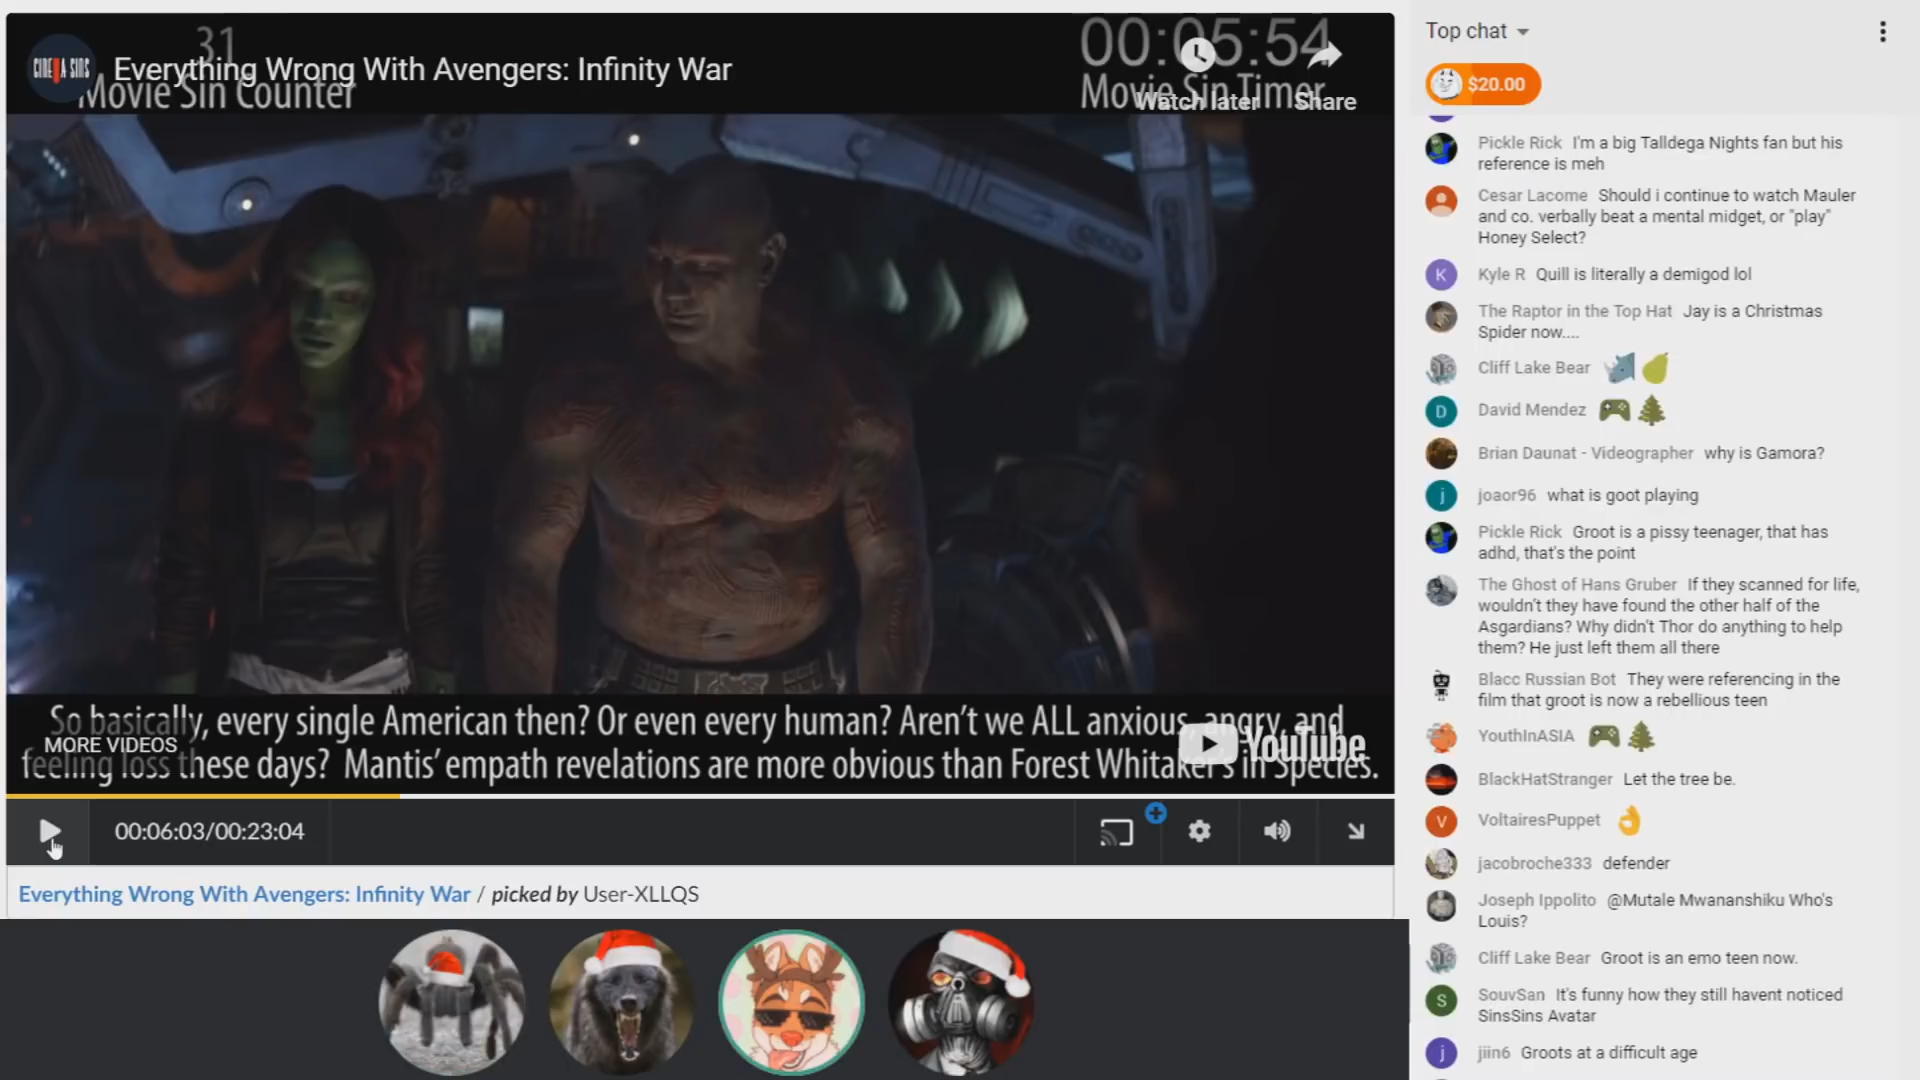 31
Movie Sin Counter
CINEMA SINS
Everything Wrong With Avengers: Infinity War
00:05:54
Movie Sin Timer
Watch later
Share
So basically, every single American then? Or even every human? Aren't we ALL anxious, angry, and
feeling loss these days? Mantis' empath revelations are more obvious than Forest Whitaker's in Species.
MORE VIDEOS
YouTube
00:06:03/00:23:04
Everything Wrong With Avengers: Infinity War / picked by User-XLLQS
Top chat
$20.00
Pickle Rick I'm a big Talldega Nights fan but his
reference is meh
Cesar Lacome Should i continue to watch Mauler
and co. verbally beat a mental midget, or "play"
Honey Select?
K
Kyle R Quill is literally a demigod lol
The Raptor in the Top Hat Jay is a Christmas
Spider now....
Cliff Lake Bear
D
David Mendez
Brian Daunat - Videographer why is Gamora?
j
joaor96 what is goot playing
Pickle Rick Groot is a pissy teenager, that has
adhd, that's the point
The Ghost of Hans Gruber If they scanned for life,
wouldn't they have found the other half of the
Asgardians? Why didn't Thor do anything to help
them? He just left them all there
Blacc Russian Bot They were referencing in the
film that groot is now a rebellious teen
YouthInASIA
BlackHatStranger Let the tree be.
V
VoltairesPuppet
jacobroche333 defender
Joseph Ippolito @Mutale Mwananshiku Who's
Louis?
Cliff Lake Bear Groot is an emo teen now.
S
SouvSan It's funny how they still havent noticed
SinsSins Avatar
j
jiin6 Groots at a difficult age